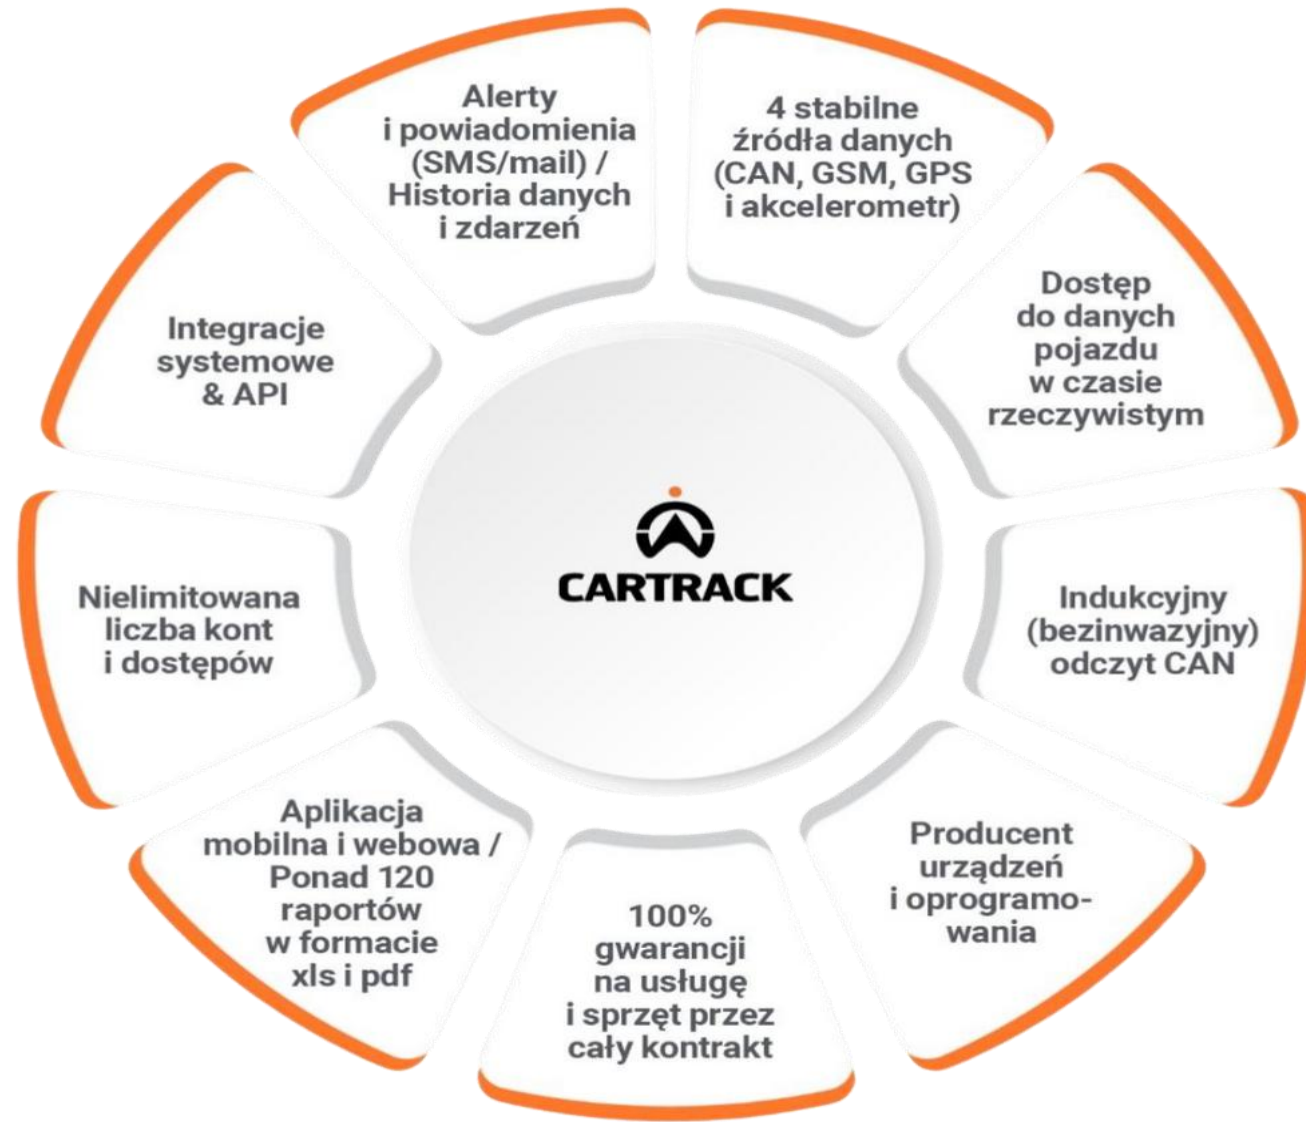 Alerty
i powiadomienia
(SMS/mail) /
Historia danych
i zdarzeń
4 stabilne
źródła danych
(CAN, GSM, GPS
i akcelerometr)
Dostęp
do danych
pojazdu
w czasie
rzeczywistym
Indukcyjny
(bezinwazyjny)
odczyt CAN
Producent
urządzeń
i oprogramo-
wania
100%
gwarancji
na usługę
i sprzęt przez
cały kontrakt
Aplikacja
mobilna i webowa /
Ponad 120
raportów
w formacie
xls i pdf
Nielimitowana
liczba kont
i dostępów
Integracje
systemowe
& API
CARTRACK